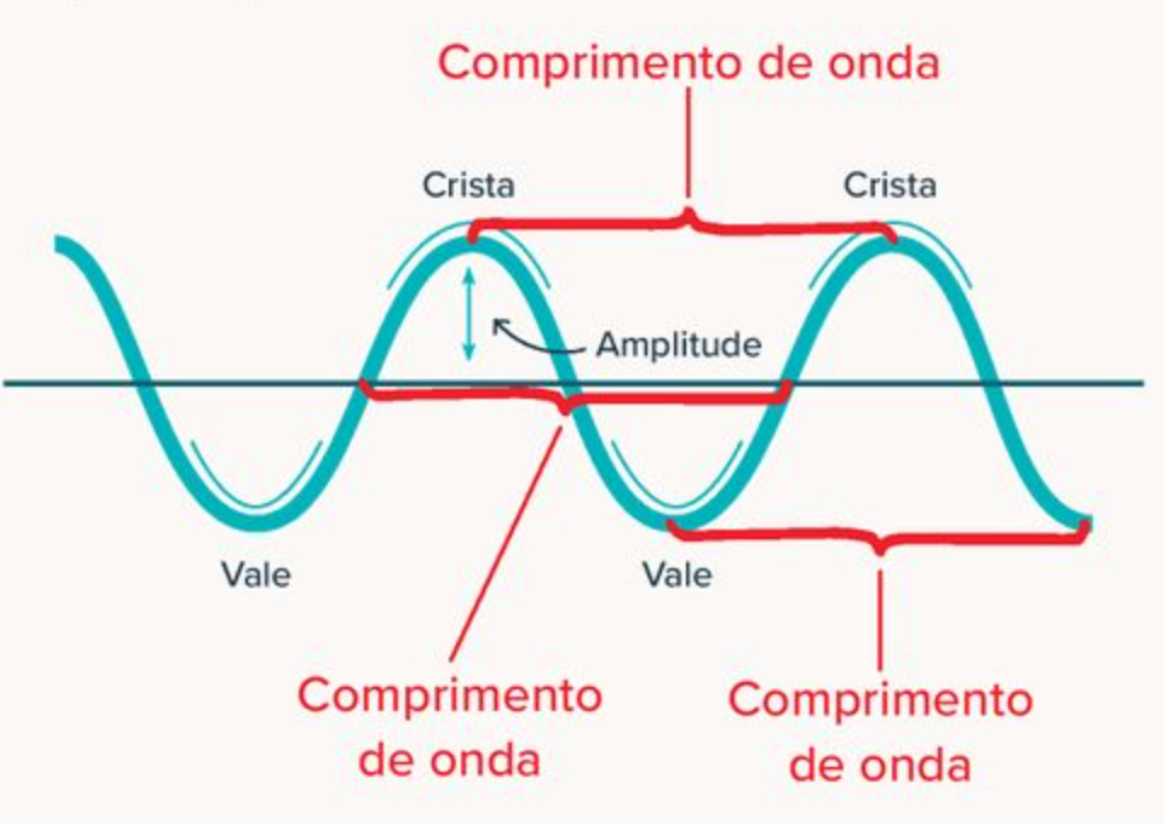 Comprimento de onda
Crista
Crista
Amplitude
Vale
Vale
Comprimento
de onda
Comprimento
de onda